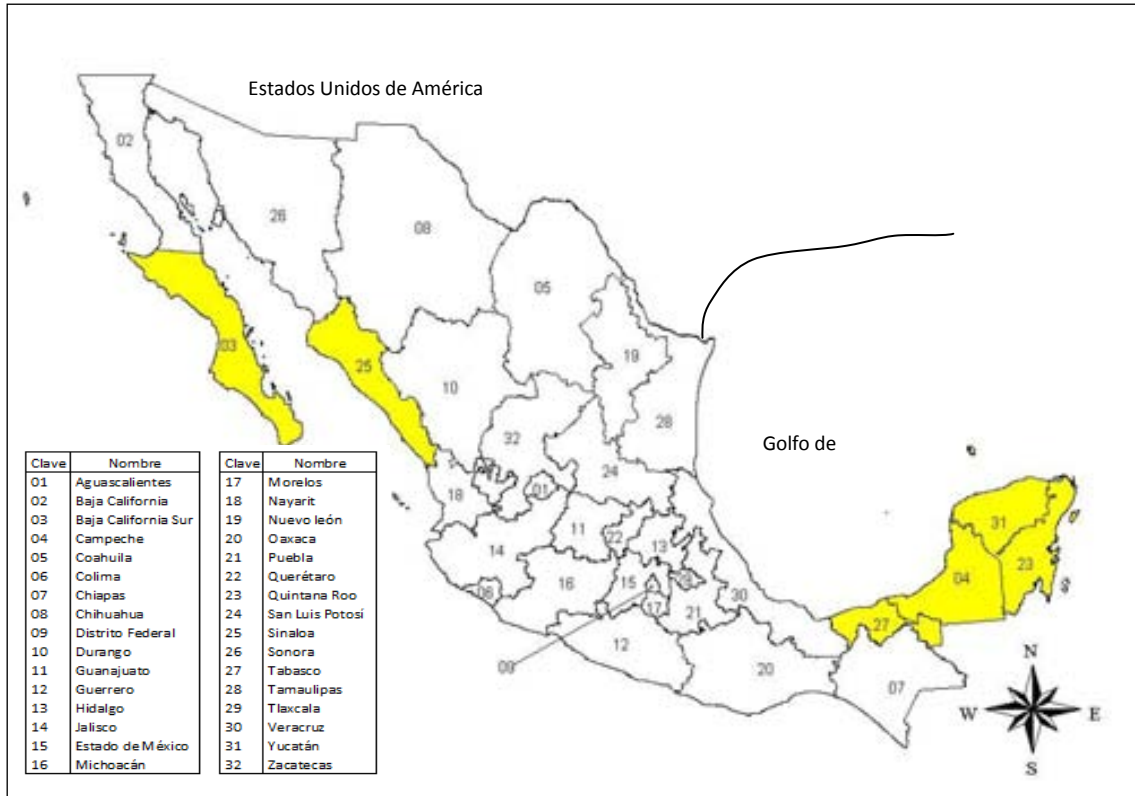 Estados Unidos de América
02
26
08
05
03
25
19
10
28
32
24
Golfo de
01
18
11
22
13
31
14
23
04
16
15
29
06
30
17
21
27
12
09
20
07
N
W E
S
Clave Nombre
01 Aguascalientes
02 Baja California
03 Baja California Sur
04 Campeche
05 Coahuila
06 Colima
07 Chiapas
08 Chihuahua
09 Distrito Federal
10 Durango
11 Guanajuato
12 Guerrero
13 Hidalgo
14 Jalisco
15 Estado de México
16 Michoacán
Clave Nombre
17 Morelos
18 Nayarit
19 Nuevo león
20 Oaxaca
21 Puebla
22 Querétaro
23 Quintana Roo
24 San Luis Potosí
25 Sinaloa
26 Sonora
27 Tabasco
28 Tamaulipas
29 Tlaxcala
30 Veracruz
31 Yucatán
32 Zacatecas